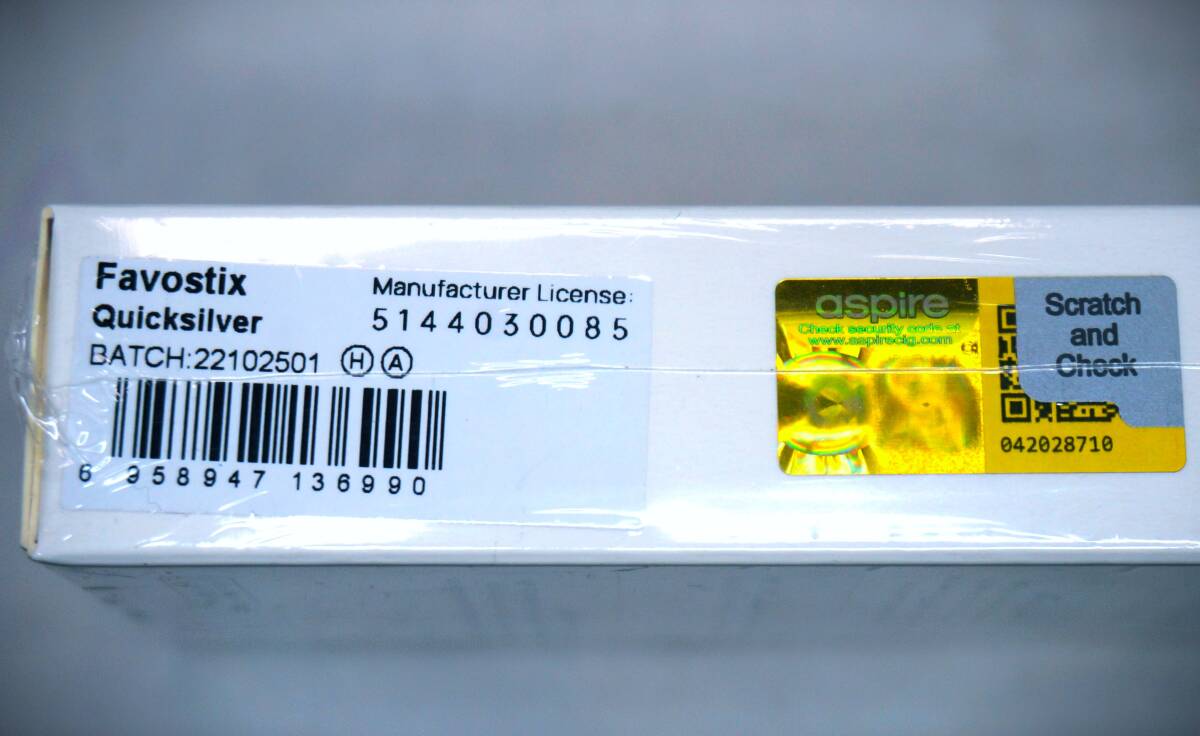 Favostix
Quicksilver
BATCH:22102501 Ⓗ Ⓐ
Manufacturer License:
5144030085
6 958947 136990
aspire
Check security code at
www.aspirecig.com
Scratch
and
Check
042028710